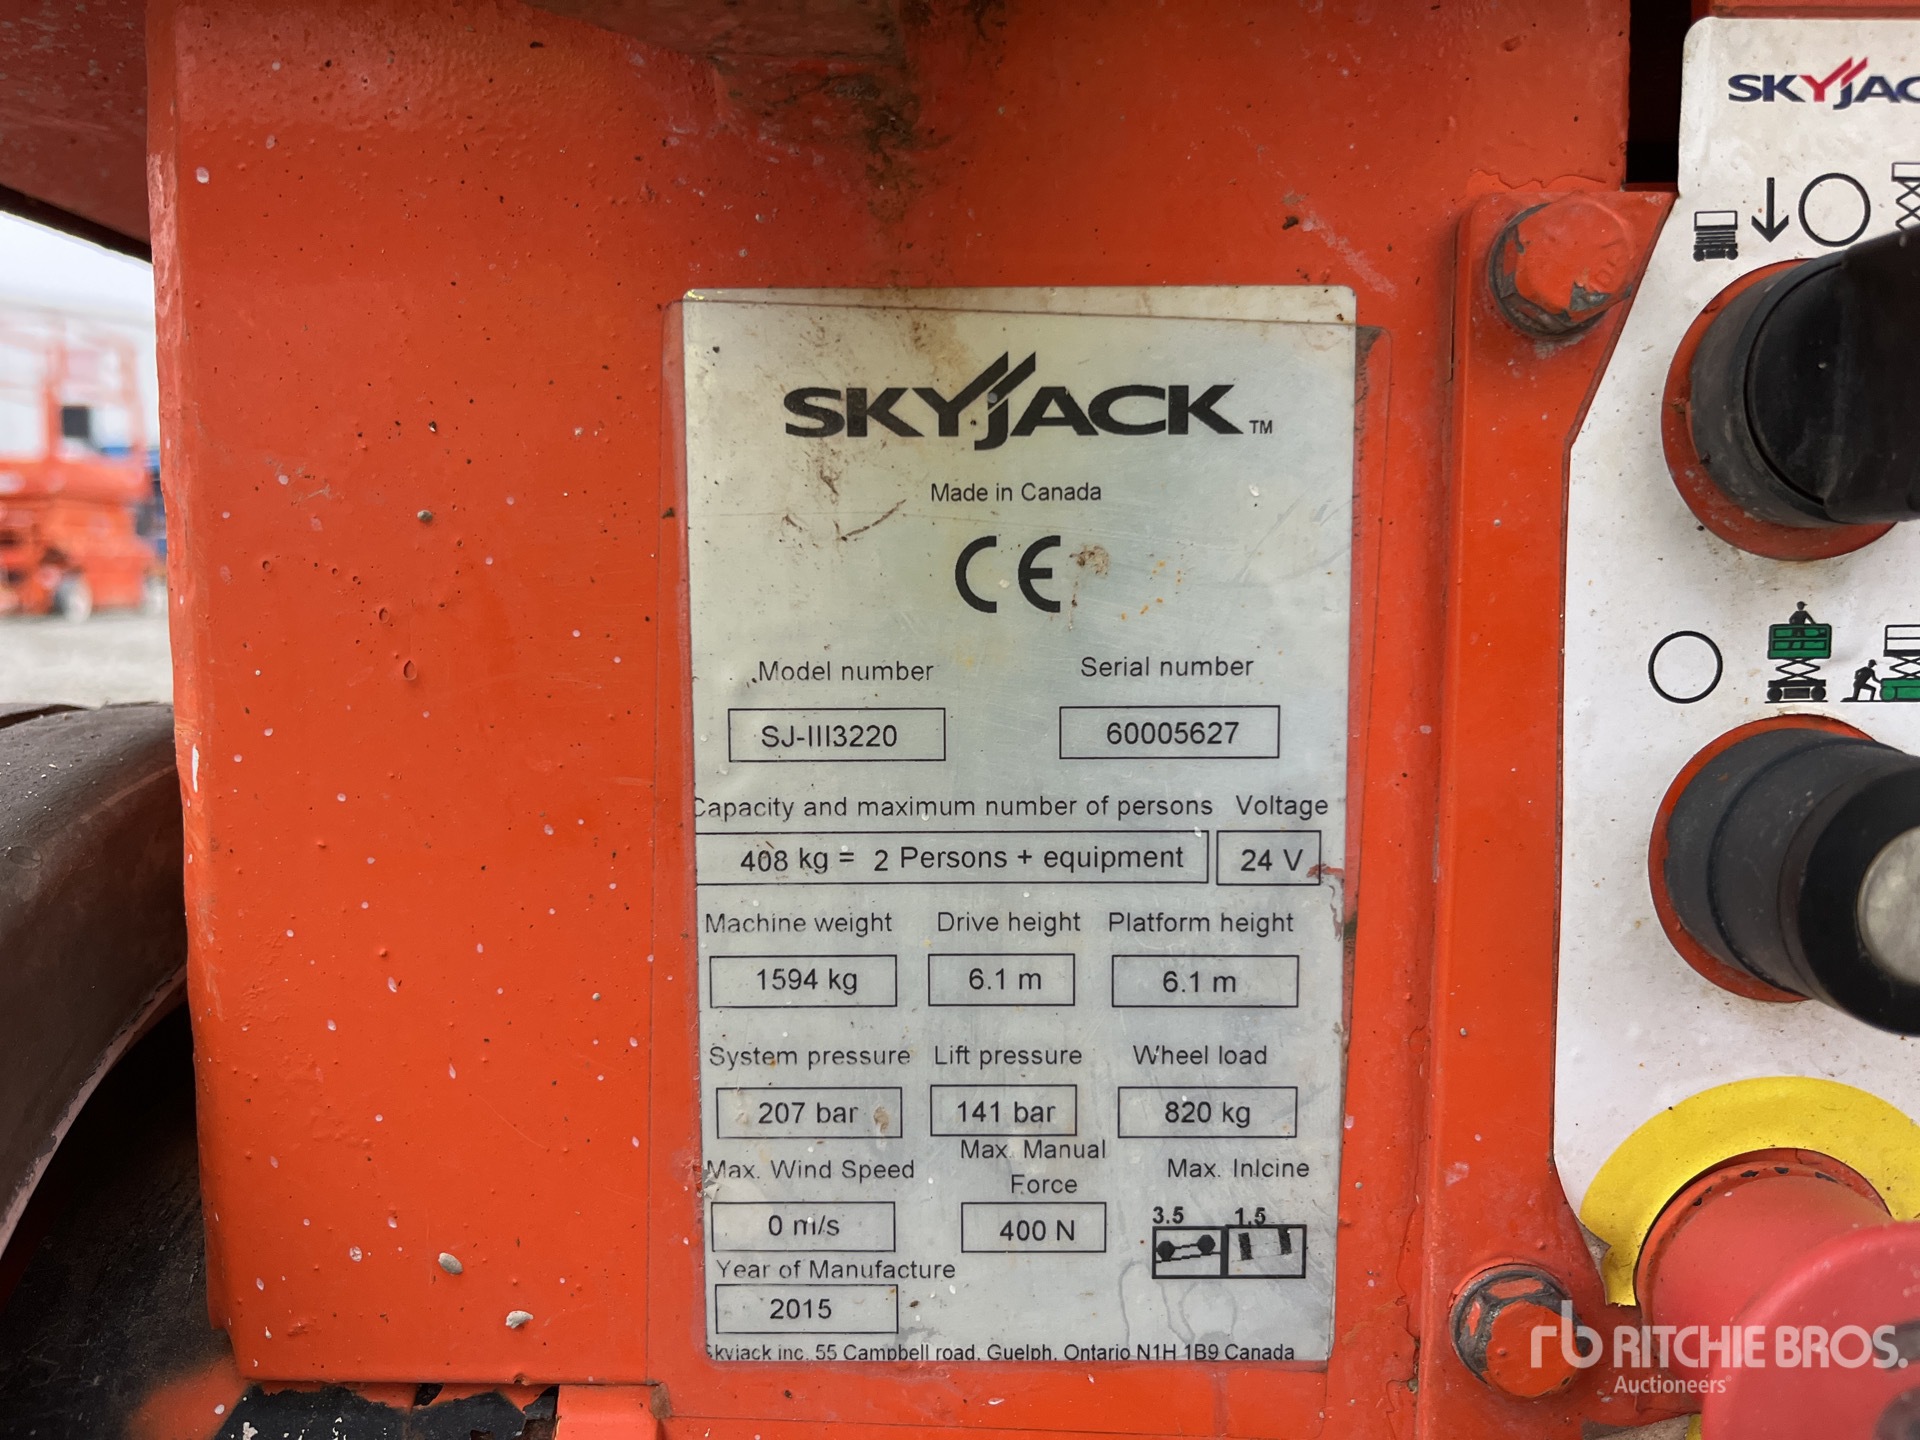 SKYJACK™
Made in Canada
CE
Model number Serial number
SJ-III3220 60005627
Capacity and maximum number of persons Voltage
408 kg = 2 Persons + equipment 24 V
Machine weight Drive height Platform height
1594 kg 6.1 m 6.1 m
System pressure Lift pressure Wheel load
207 bar 141 bar 820 kg
Max. Wind Speed Max. Manual Force Max. Inlcine
0 m/s 400 N 3.5 1.5
Year of Manufacture
2015
Skyjack inc. 55 Campbell road, Guelph, Ontario N1H 1B9 Canada
SKYJAC
rb RITCHIE BROS.
Auctioneers